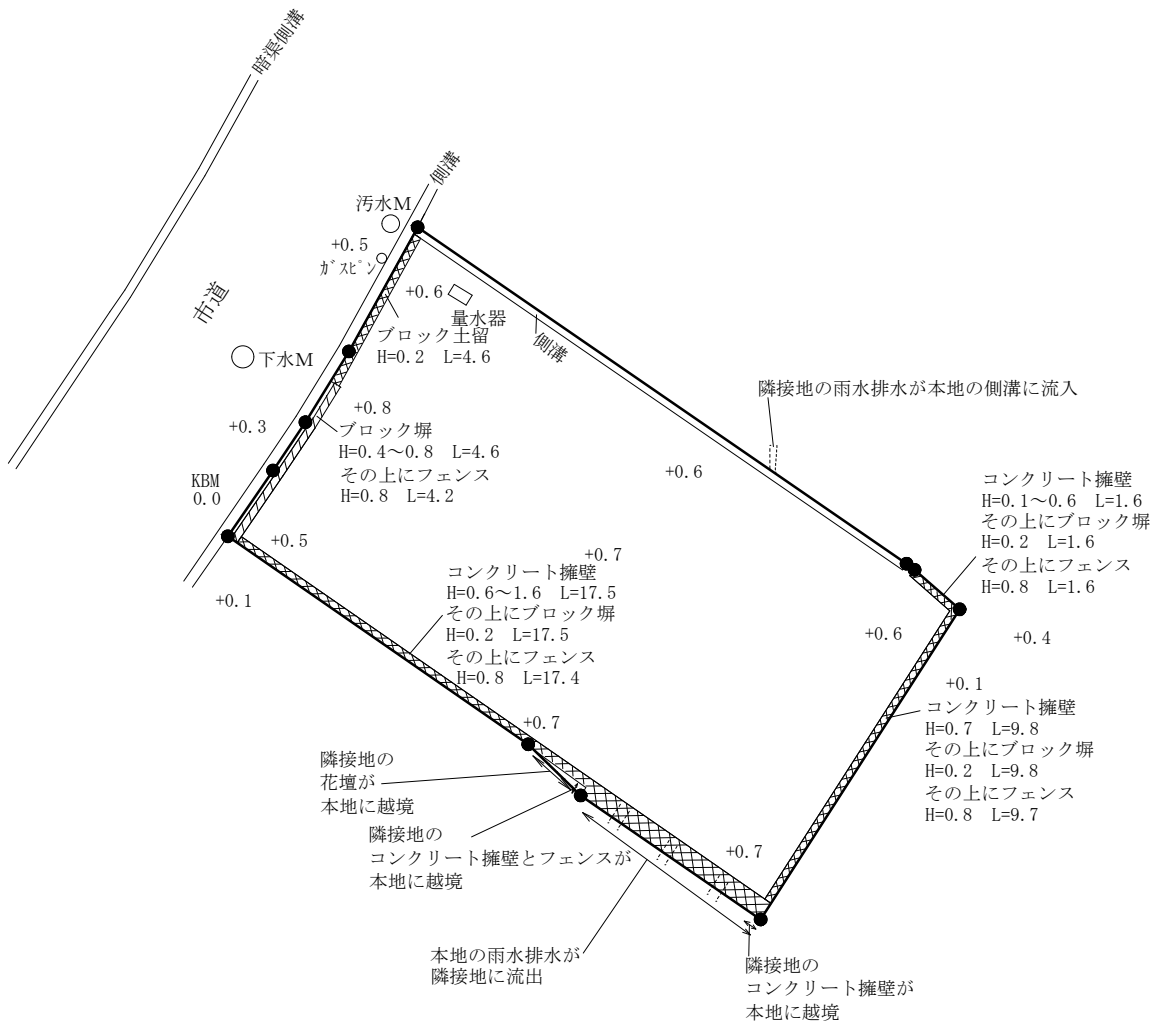 暗渠側溝
側溝
汚水M
+0.5
ｶﾞｽﾋﾟﾝ
市道
+0.6
量水器
ブロック土留
H=0.2 L=4.6
側溝
下水M
隣接地の雨水排水が本地の側溝に流入
+0.8
+0.3
ブロック塀
H=0.4～0.8 L=4.6
その上にフェンス
H=0.8 L=4.2
+0.6
KBM
0.0
コンクリート擁壁
H=0.1～0.6 L=1.6
その上にブロック塀
H=0.2 L=1.6
その上にフェンス
H=0.8 L=1.6
+0.5
+0.7
+0.1
コンクリート擁壁
H=0.6～1.6 L=17.5
その上にブロック塀
H=0.2 L=17.5
その上にフェンス
H=0.8 L=17.4
+0.6
+0.4
+0.1
コンクリート擁壁
H=0.7 L=9.8
その上にブロック塀
H=0.2 L=9.8
その上にフェンス
H=0.8 L=9.7
+0.7
隣接地の
花壇が
本地に越境
隣接地の
コンクリート擁壁とフェンスが
本地に越境
+0.7
本地の雨水排水が
隣接地に流出
隣接地の
コンクリート擁壁が
本地に越境